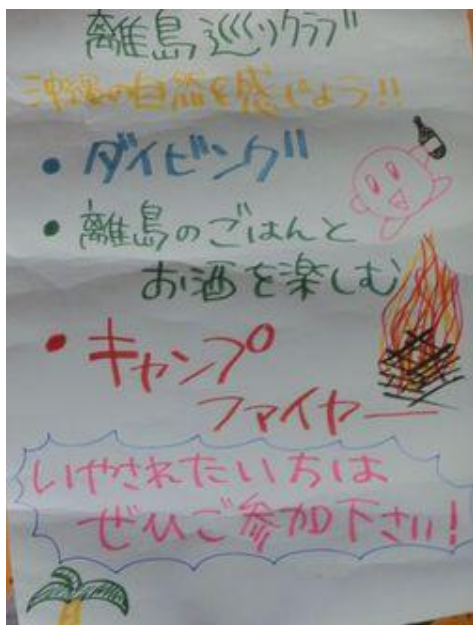 離島巡りクラブ
沖縄の自然を感じよう!!
・ダイビング
・離島のごはんと
お酒を楽しむ
・キャンプ
ファイヤー
いやされたい方は
ぜひご参加下さい!